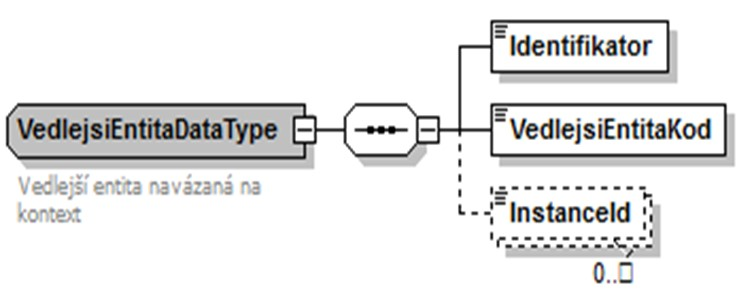 Identifikator
VedlejsiEntitaDataType
VedlejsiEntitaKod
Vedlejší entita navázaná na
kontext
InstanceId
0..□